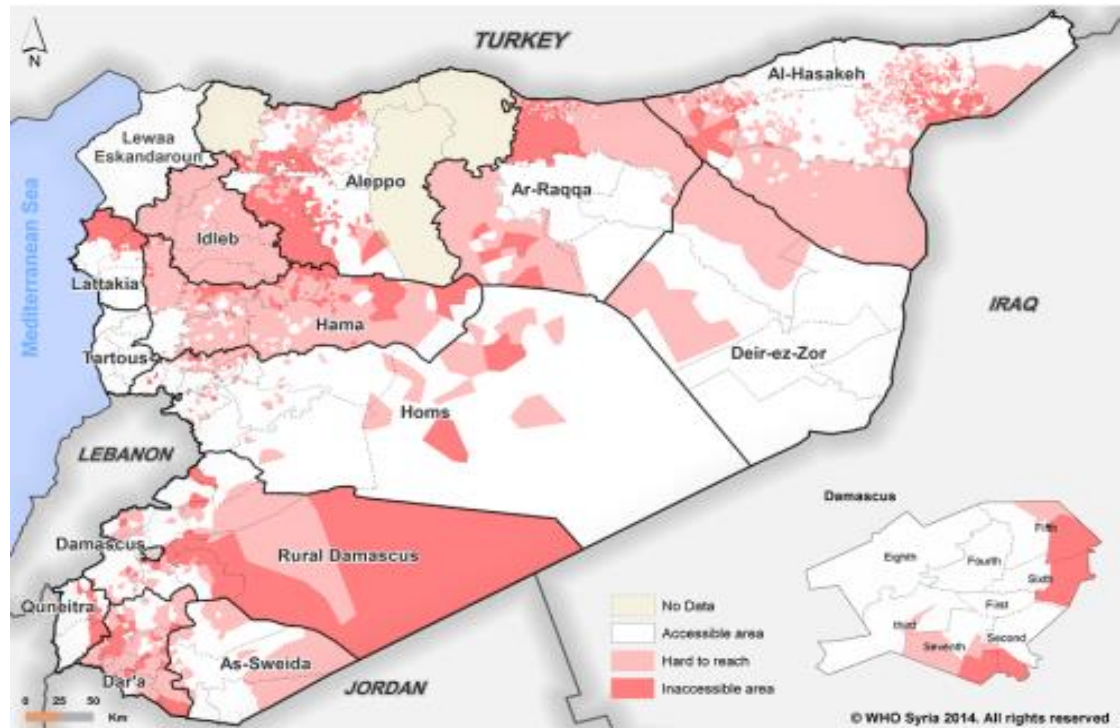 TURKEY
N
Al-Hasakeh
Lewaa
Eskandaroun
Aleppo
Ar-Raqqa
Mediterranean Sea
Idleb
Lattakia
IRAQ
Hama
Tartous
Deir-ez-Zor
Homs
LEBANON
Damascus
Fifth
Damascus
Rural Damascus
Eighth
Fourth
Sixth
Quneitra
No Data
First
third
Accessible area
Second
Seventh
As-Sweida
Hard to reach
Dar'a
JORDAN
Inaccessible area
0 25 50
Km
© WHO Syria 2014. All rights reserved